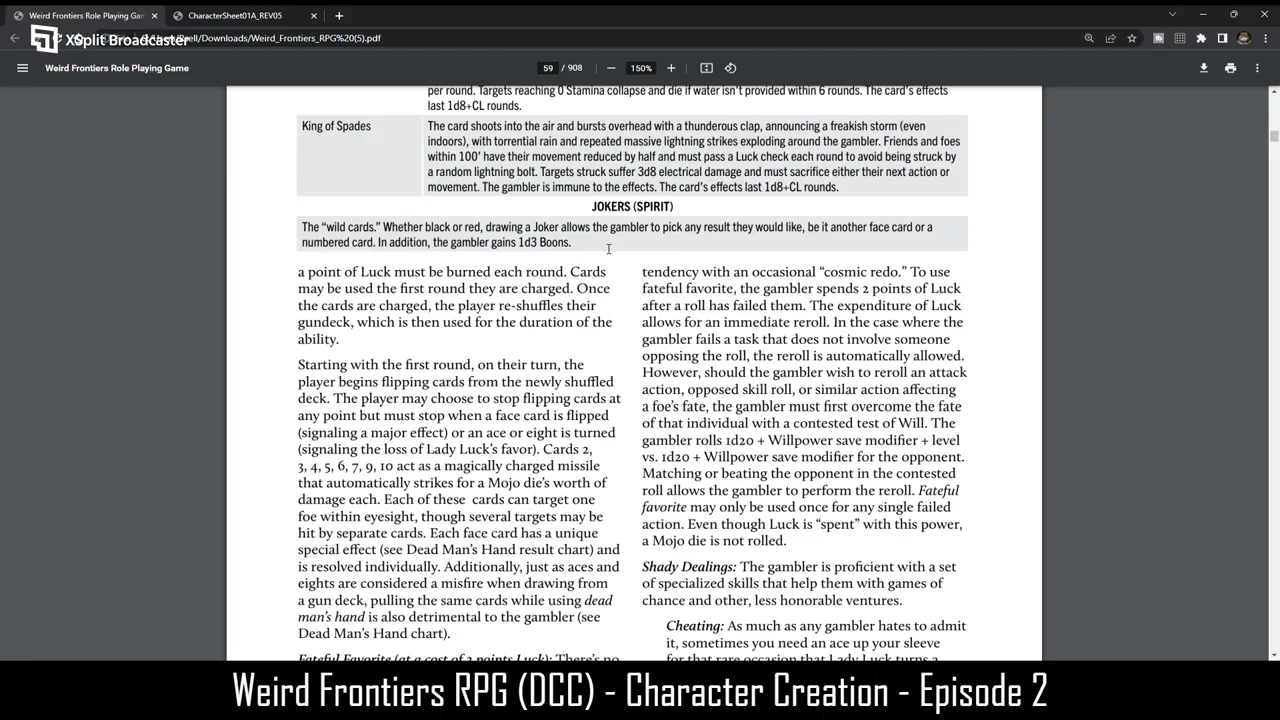 Weird Frontiers Role Playing Gam
CharacterSheet01A_REV05
XSplit Broadcaster
ell/Downloads/Weird_Frontiers_RPG%20(5).pdf
Weird Frontiers Role Playing Game
59 / 908
150%
per round. Targets reaching 0 Stamina collapse and die if water isn't provided within 6 rounds. The card's effects
last 1d8+CL rounds.
King of Spades
The card shoots into the air and bursts overhead with a thunderous clap, announcing a freakish storm (even
indoors), with torrential rain and repeated massive lightning strikes exploding around the gambler. Friends and foes
within 100' have their movement reduced by half and must pass a Luck check each round to avoid being struck by
a random lightning bolt. Targets struck suffer 3d8 electrical damage and must sacrifice either their next action or
movement. The gambler is immune to the effects. The card's effects last 1d8+CL rounds.
JOKERS (SPIRIT)
The "wild cards." Whether black or red, drawing a Joker allows the gambler to pick any result they would like, be it another face card or a
numbered card. In addition, the gambler gains 1d3 Boons.
a point of Luck must be burned each round. Cards
may be used the first round they are charged. Once
the cards are charged, the player re-shuffles their
gundeck, which is then used for the duration of the
ability.
Starting with the first round, on their turn, the
player begins flipping cards from the newly shuffled
deck. The player may choose to stop flipping cards at
any point but must stop when a face card is flipped
(signaling a major effect) or an ace or eight is turned
(signaling the loss of Lady Luck's favor). Cards 2,
3, 4, 5, 6, 7, 9, 10 act as a magically charged missile
that automatically strikes for a Mojo die's worth of
damage each. Each of these cards can target one
foe within eyesight, though several targets may be
hit by separate cards. Each face card has a unique
special effect (see Dead Man's Hand result chart) and
is resolved individually. Additionally, just as aces and
eights are considered a misfire when drawing from
a gun deck, pulling the same cards while using dead
man's hand is also detrimental to the gambler (see
Dead Man's Hand chart).
Fateful Favorite (at a cost of 2 points Luck): There's no
tendency with an occasional "cosmic redo." To use
fateful favorite, the gambler spends 2 points of Luck
after a roll has failed them. The expenditure of Luck
allows for an immediate reroll. In the case where the
gambler fails a task that does not involve someone
opposing the roll, the reroll is automatically allowed.
However, should the gambler wish to reroll an attack
action, opposed skill roll, or similar action affecting
a foe's fate, the gambler must first overcome the fate
of that individual with a contested test of Will. The
gambler rolls 1d20 + Willpower save modifier + level
vs. 1d20 + Willpower save modifier for the opponent.
Matching or beating the opponent in the contested
roll allows the gambler to perform the reroll. Fateful
favorite may only be used once for any single failed
action. Even though Luck is "spent" with this power,
a Mojo die is not rolled.
Shady Dealings: The gambler is proficient with a set
of specialized skills that help them with games of
chance and other, less honorable ventures.
Cheating: As much as any gambler hates to admit
it, sometimes you need an ace up your sleeve
for that rare occasion that Lady Luck turns a
Weird Frontiers RPG (DCC) - Character Creation - Episode 2